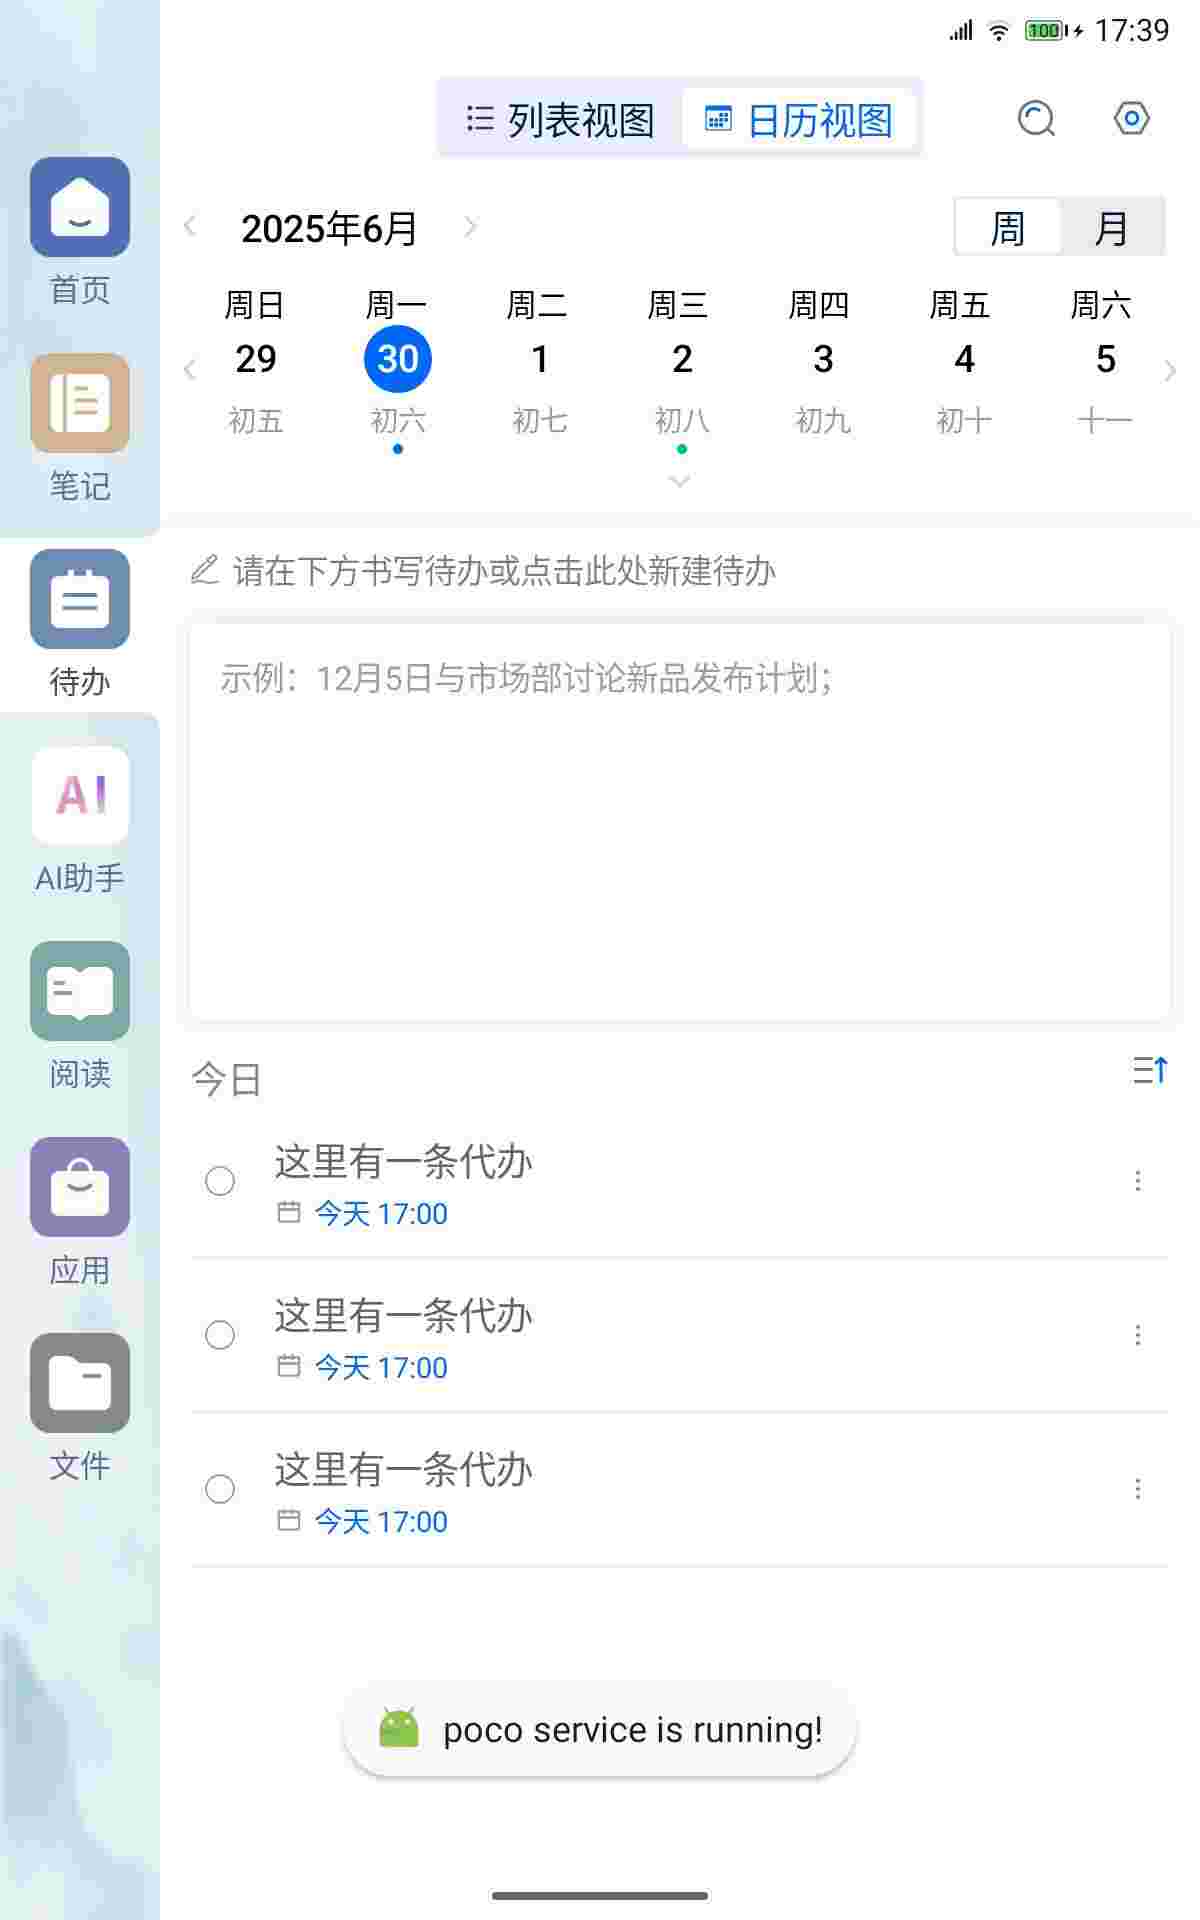 100 17:39
列表视图 日历视图
2025年6月 周 月
周日 周一 周二 周三 周四 周五 周六
29 30 1 2 3 4 5
初五 初六 初七 初八 初九 初十 十一
请在下方书写待办或点击此处新建待办
示例：12月5日与市场部讨论新品发布计划；
今日
这里有一条代办
今天 17:00
这里有一条代办
今天 17:00
这里有一条代办
今天 17:00
poco service is running!
首页
笔记
待办
AI
AI助手
阅读
应用
文件